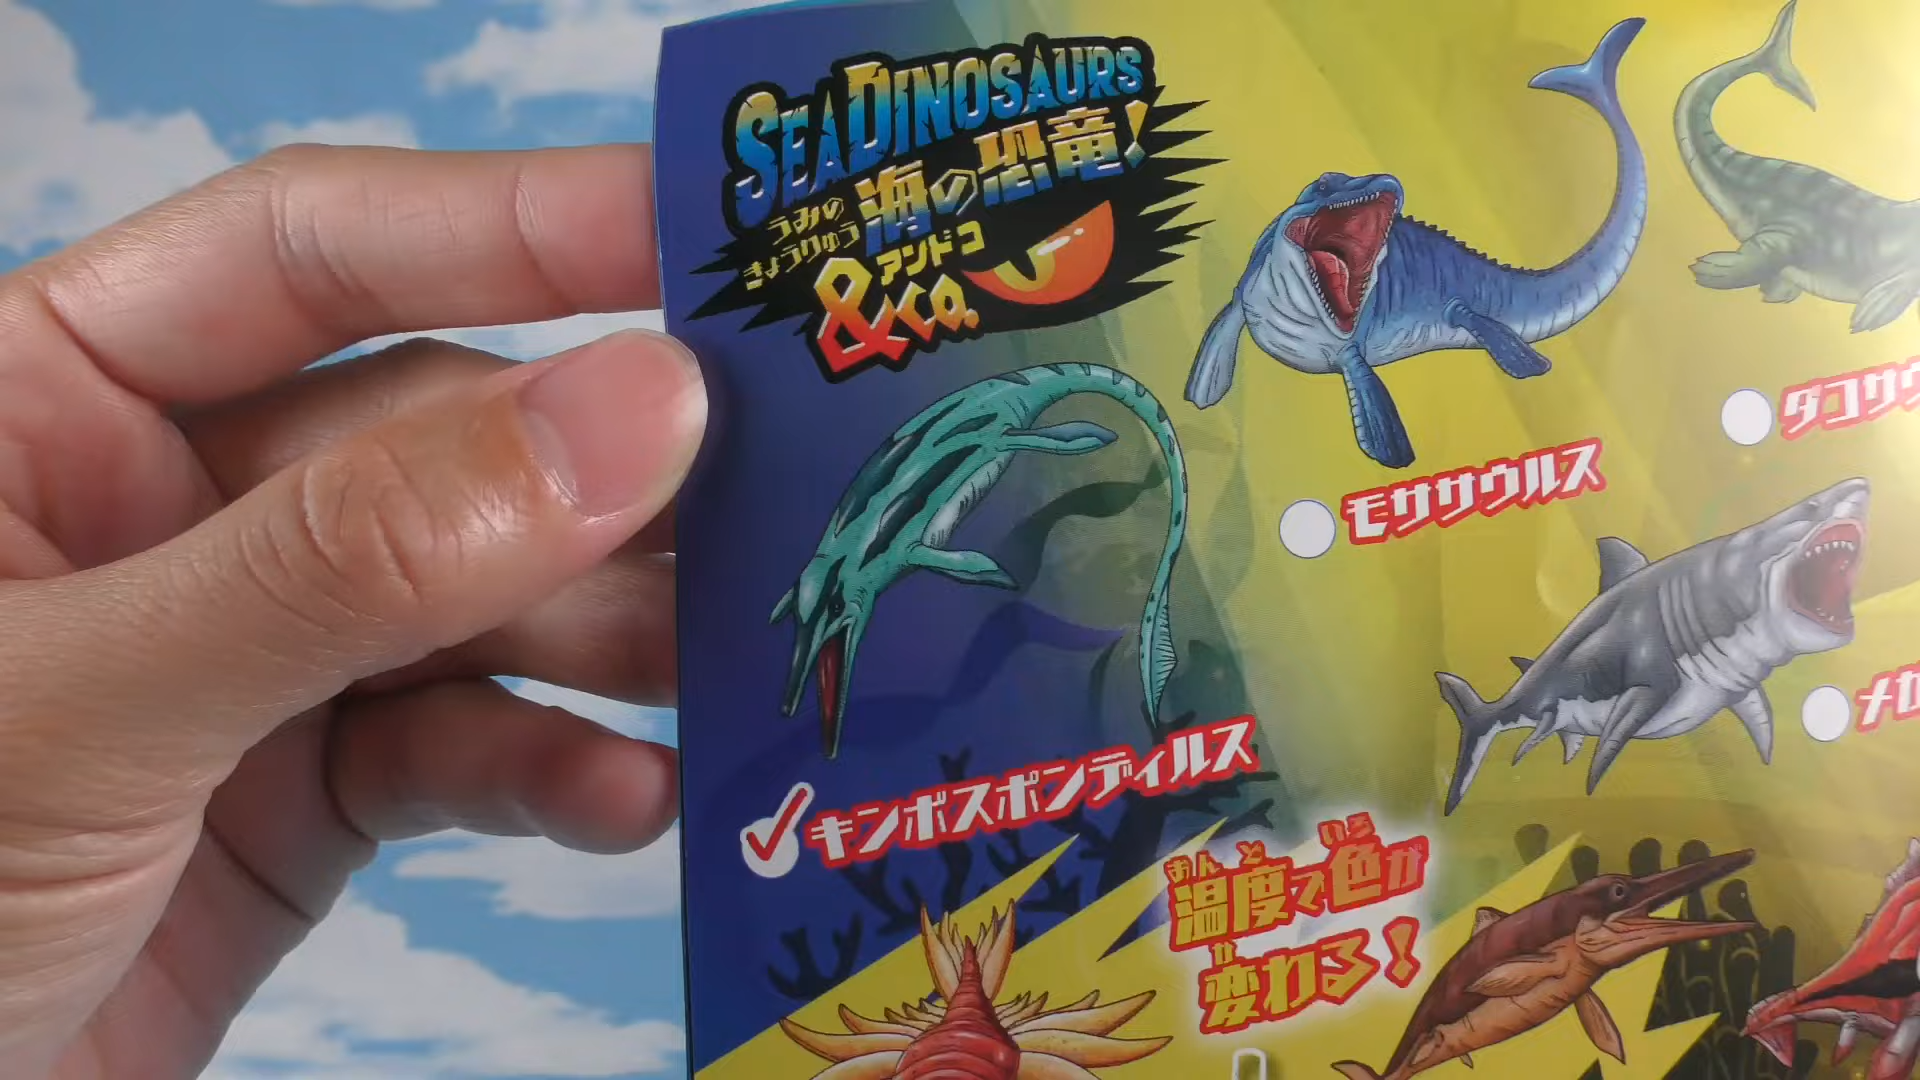 SEADINOSAURS
うみの
きょうりゅう
海の恐竜!
アンドコ
&CO.
モササウルス
キンボスポンディルス
おんど いろ
温度で色が
か
変わる!